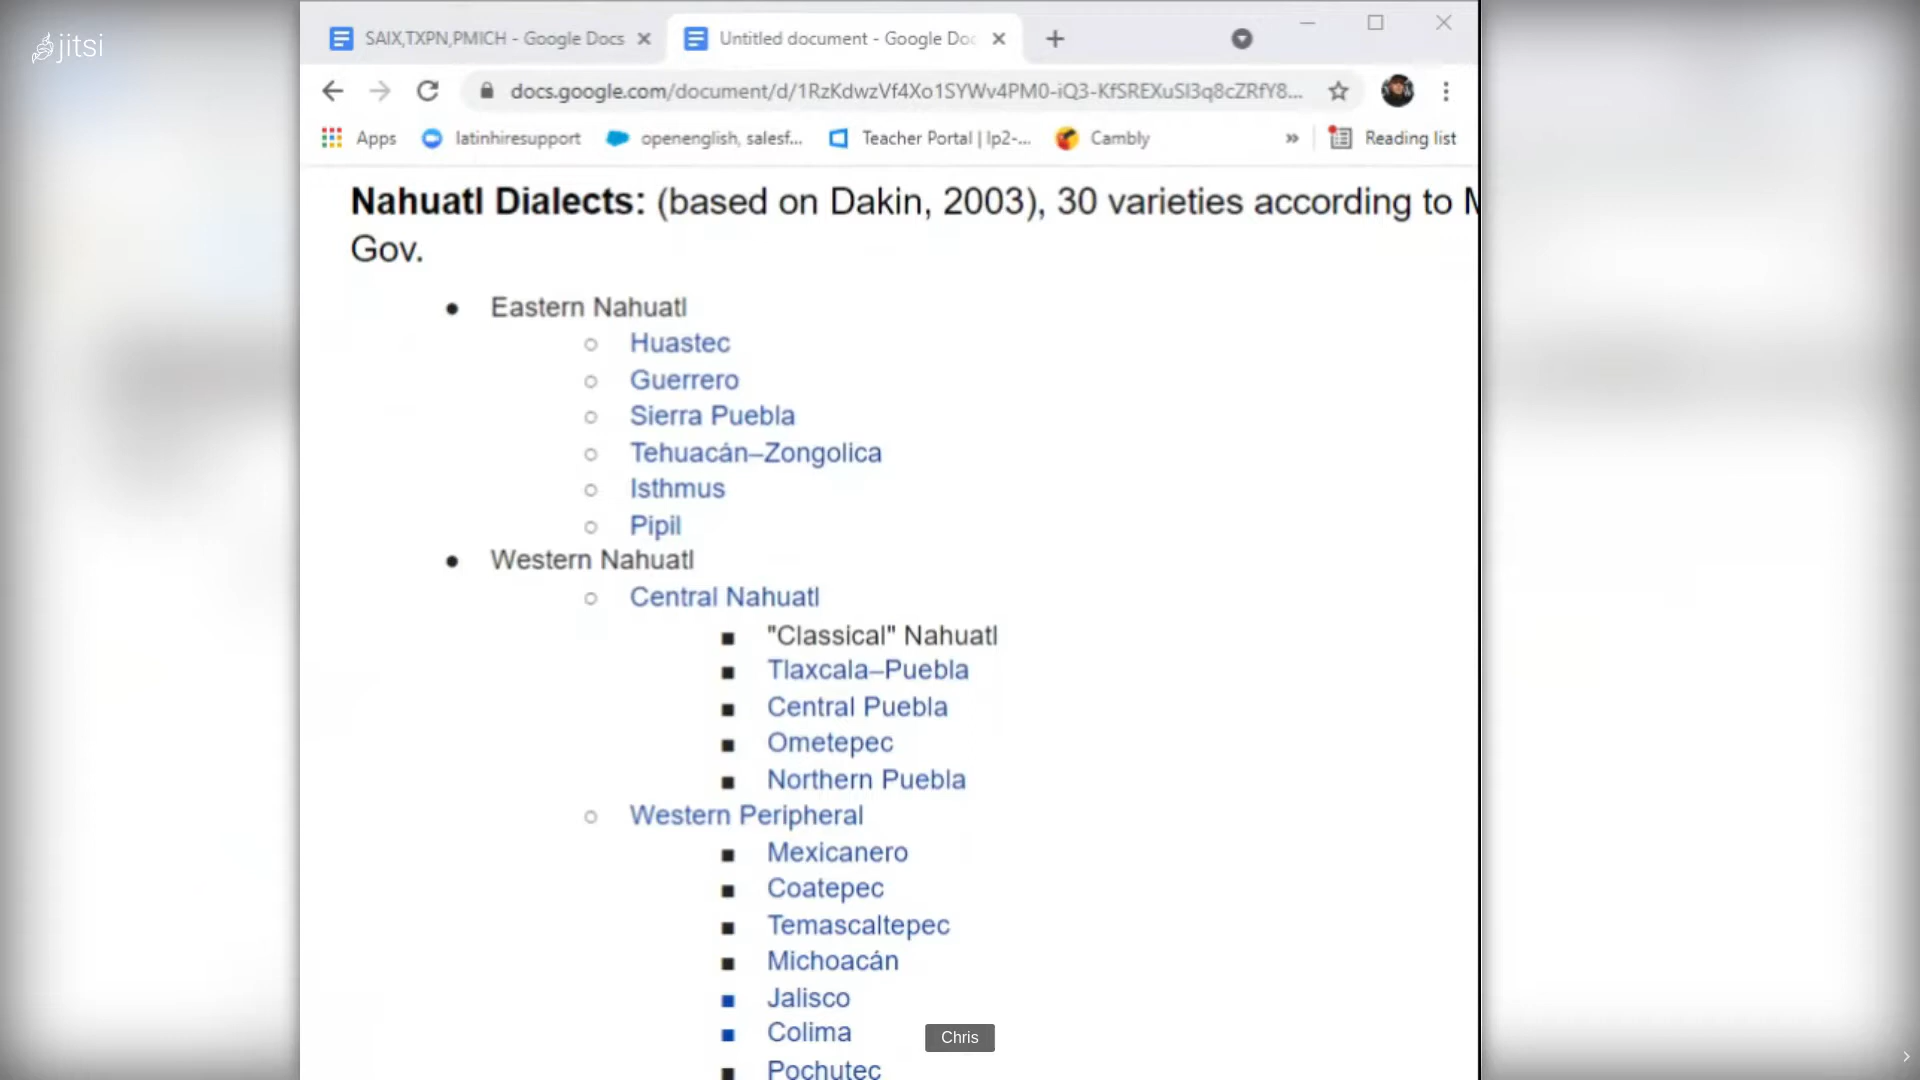 jitsi
SAIX,TXPN,PMICH - Google Docs
Untitled document - Google Doc
docs.google.com/document/d/1RzKdwzVf4Xo1SYWv4PM0-iQ3-KfSREXuSI3q8cZRfY8...
Apps latinhiresupport openenglish, salesf... Teacher Portal | lp2-... Cambly » Reading list
Nahuatl Dialects: (based on Dakin, 2003), 30 varieties according to
Gov.
● Eastern Nahuatl
○ Huastec
○ Guerrero
○ Sierra Puebla
○ Tehuacán–Zongolica
○ Isthmus
○ Pipil
● Western Nahuatl
○ Central Nahuatl
■ "Classical" Nahuatl
■ Tlaxcala–Puebla
■ Central Puebla
■ Ometepec
■ Northern Puebla
○ Western Peripheral
■ Mexicanero
■ Coatepec
■ Temascaltepec
■ Michoacán
■ Jalisco
■ Colima
■ Pochutec
Chris